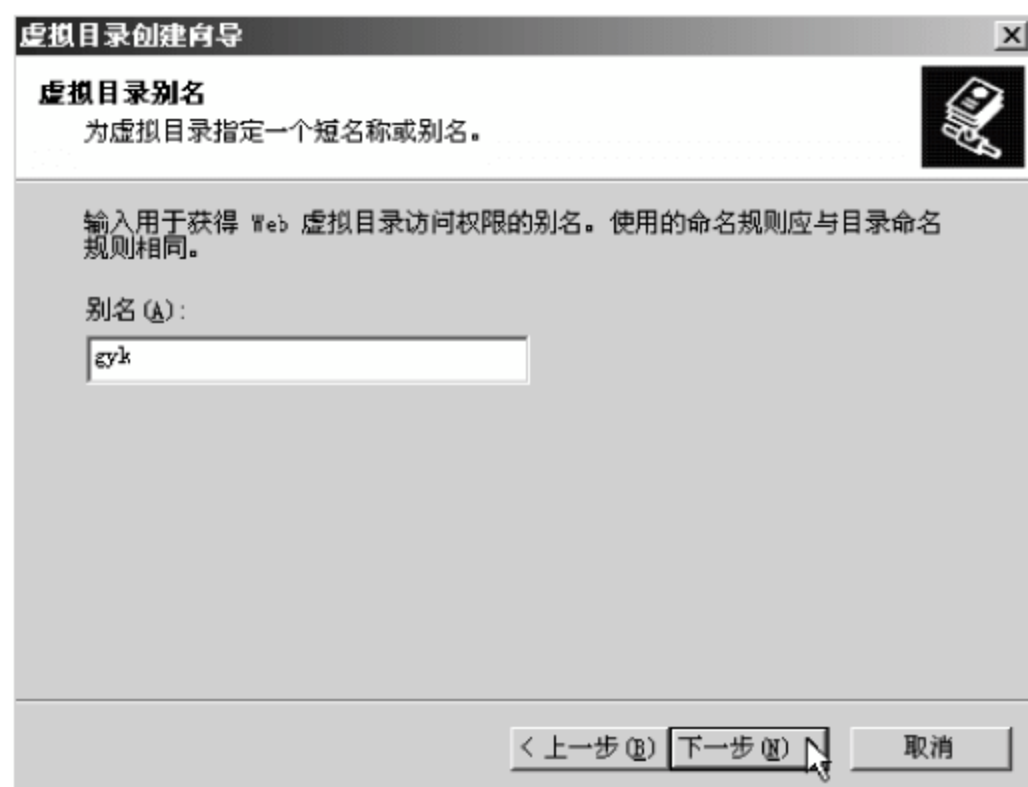 虚拟目录创建向导
虚拟目录别名
为虚拟目录指定一个短名称或别名。
输入用于获得 Web 虚拟目录访问权限的别名。使用的命名规则应与目录命名
规则相同。
别名(A):
gyk
< 上一步(B) 下一步(N) 取消